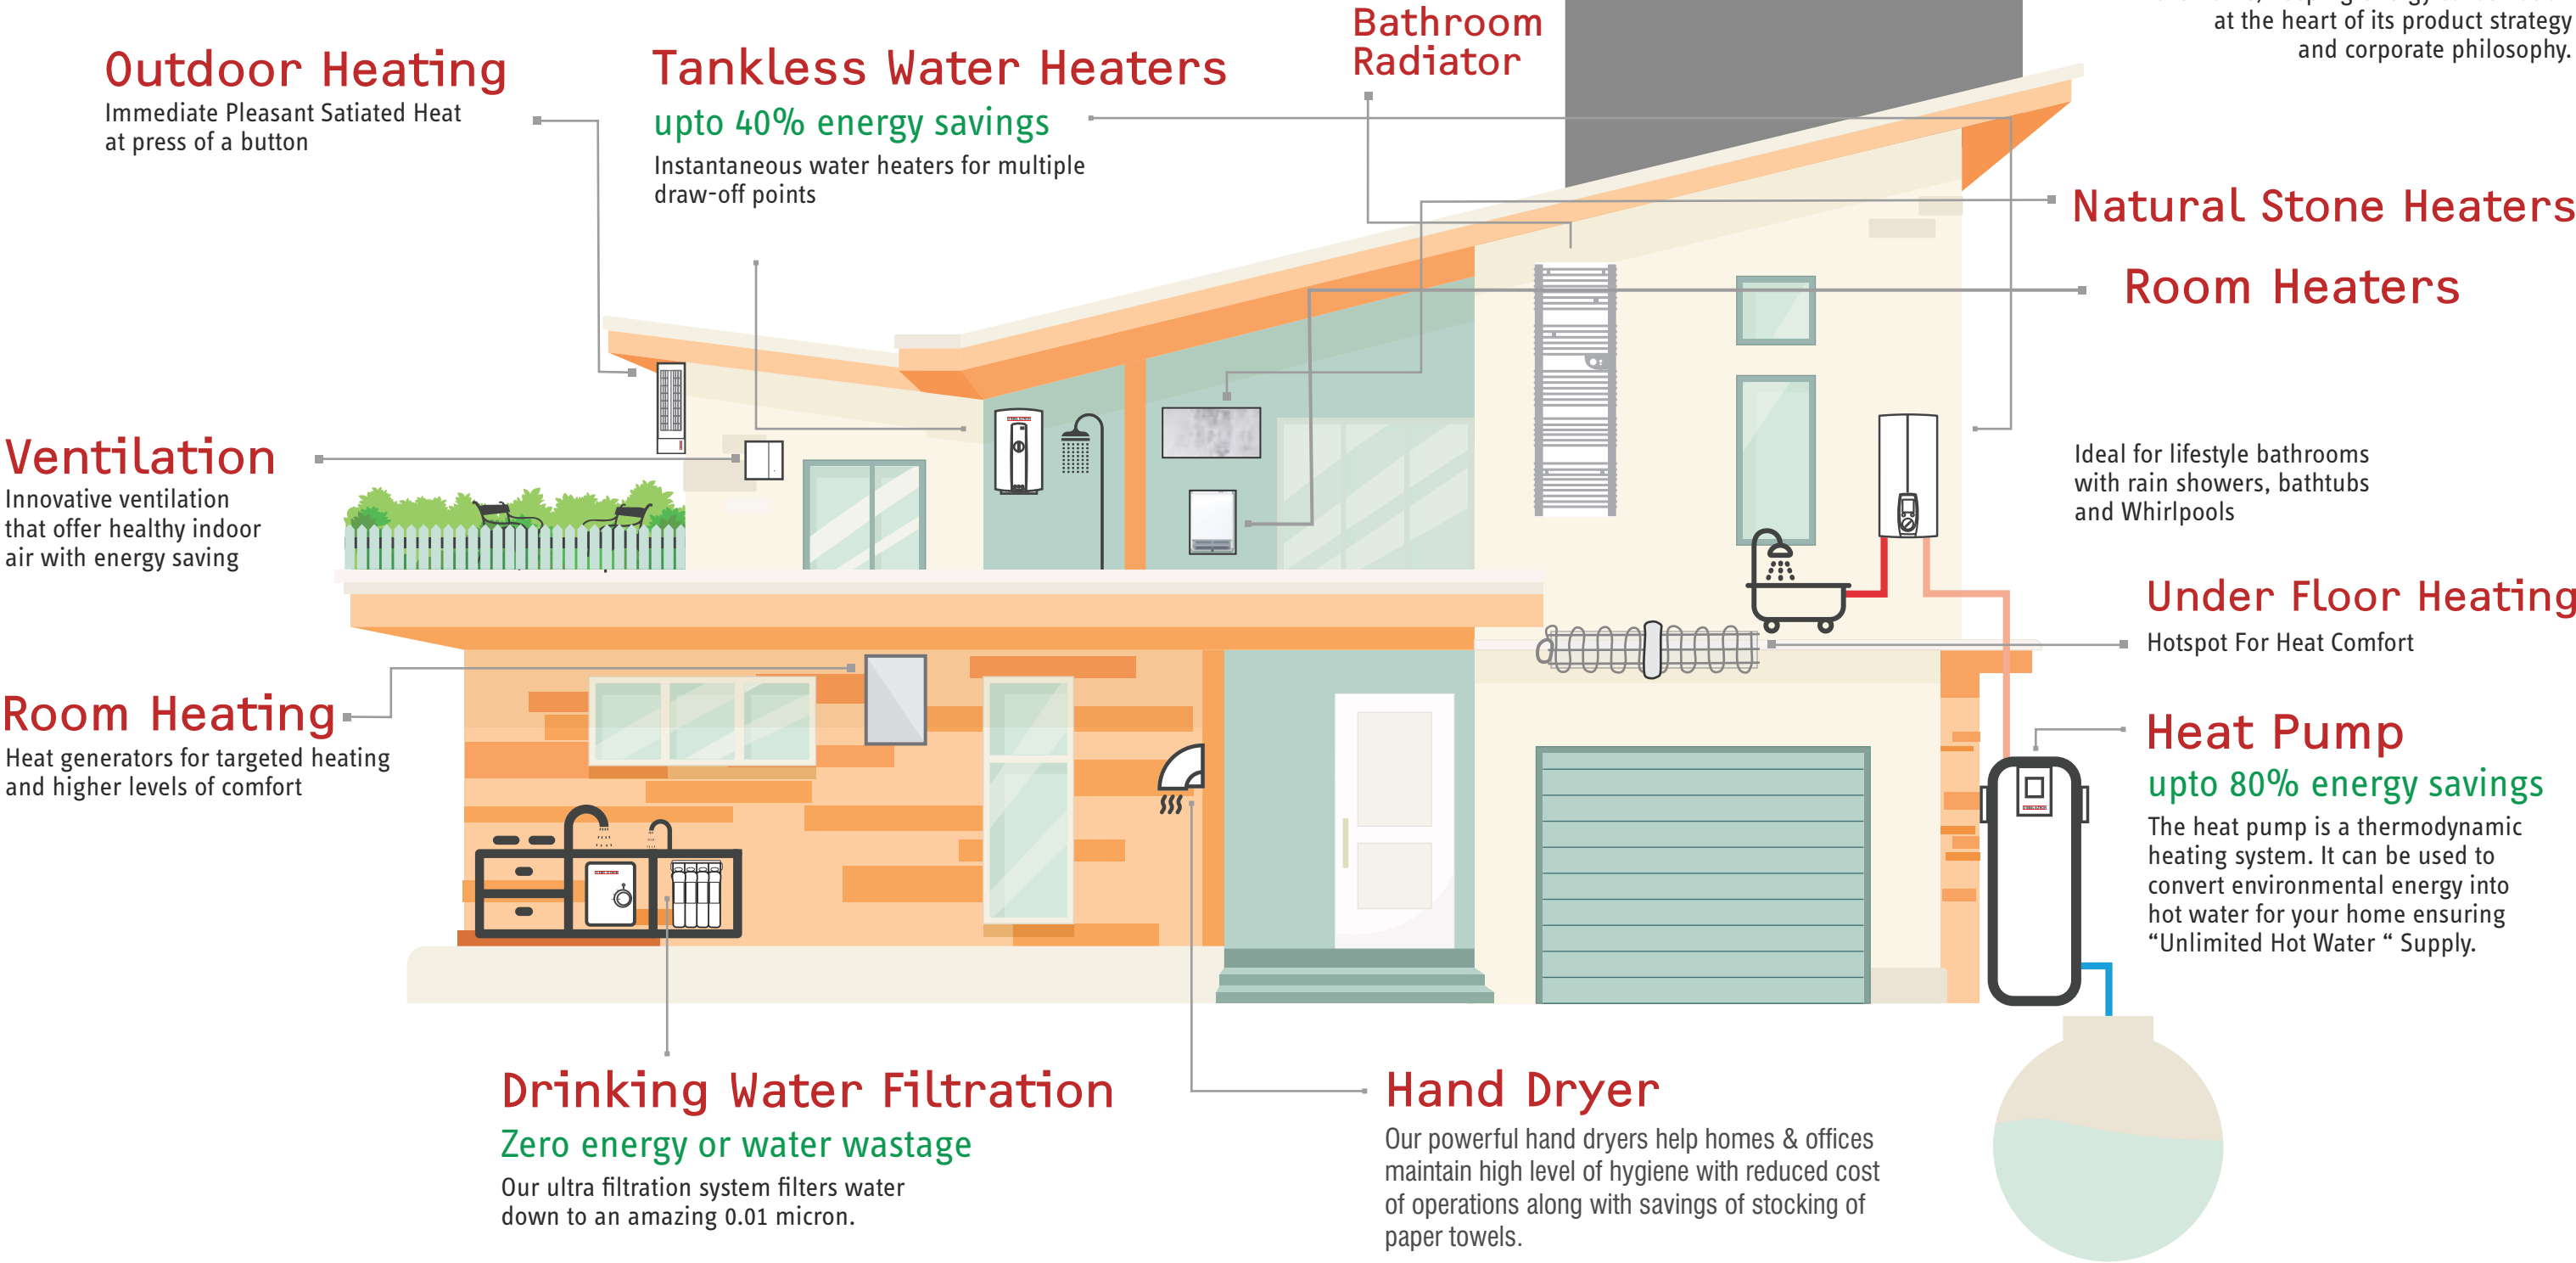 at the heart of its product strategy
and corporate philosophy.
Outdoor Heating
Immediate Pleasant Satiated Heat
at press of a button
Tankless Water Heaters
upto 40% energy savings
Instantaneous water heaters for multiple
draw-off points
Bathroom
Radiator
Natural Stone Heaters
Room Heaters
Ventilation
Innovative ventilation
that offer healthy indoor
air with energy saving
Ideal for lifestyle bathrooms
with rain showers, bathtubs
and Whirlpools
Under Floor Heating
Hotspot For Heat Comfort
Room Heating
Heat generators for targeted heating
and higher levels of comfort
Heat Pump
upto 80% energy savings
The heat pump is a thermodynamic
heating system. It can be used to
convert environmental energy into
hot water for your home ensuring
“Unlimited Hot Water “ Supply.
Drinking Water Filtration
Zero energy or water wastage
Our ultra filtration system filters water
down to an amazing 0.01 micron.
Hand Dryer
Our powerful hand dryers help homes & offices
maintain high level of hygiene with reduced cost
of operations along with savings of stocking of
paper towels.